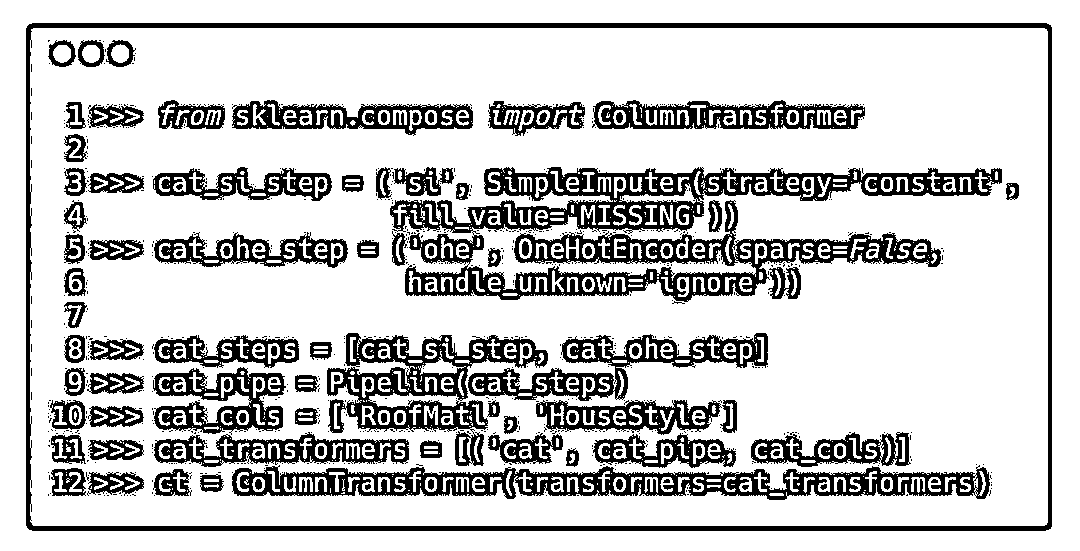 1 >>> from sklearn.compose import ColumnTransformer
2
3 >>> cat_si_step = ('si', SimpleImputer(strategy='constant',
4                    fill_value='MISSING'))
5 >>> cat_ohe_step = ('ohe', OneHotEncoder(sparse=False,
6                     handle_unknown='ignore'))
7
8 >>> cat_steps = [cat_si_step, cat_ohe_step]
9 >>> cat_pipe = Pipeline(cat_steps)
10 >>> cat_cols = ['RoofMatl', 'HouseStyle']
11 >>> cat_transformers = [('cat', cat_pipe, cat_cols)]
12 >>> ct = ColumnTransformer(transformers=cat_transformers)